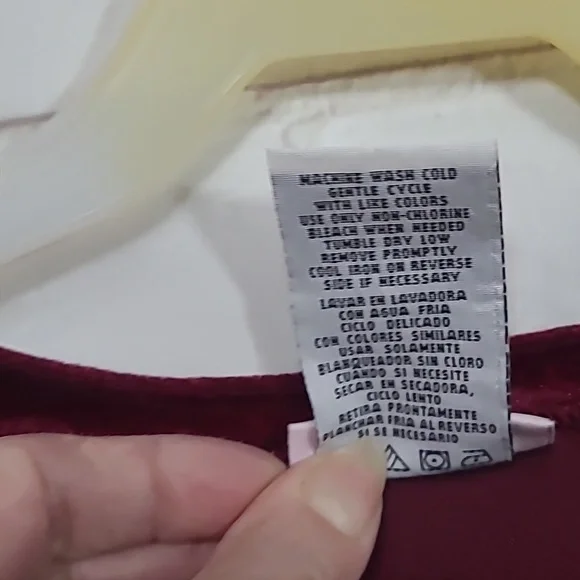 MACHINE WASH COLD
GENTLE CYCLE
WITH LIKE COLORS
USE ONLY NON-CHLORINE
BLEACH WHEN NEEDED
TUMBLE DRY LOW
REMOVE PROMPTLY
COOL IRON ON REVERSE
SIDE IF NECESSARY
LAVAR EN LAVADORA
CON AGUA FRIA
CICLO DELICADO
CON COLORES SIMILARES
USAR SOLAMENTE
BLANQUEADOR SIN CLORO
CUANDO SI NECESITE
SECAR EN SECADORA,
CICLO LENTO
RETIRA PRONTAMENTE
PLANCHAR FRIA AL REVERSO
SI SE NECESARIO